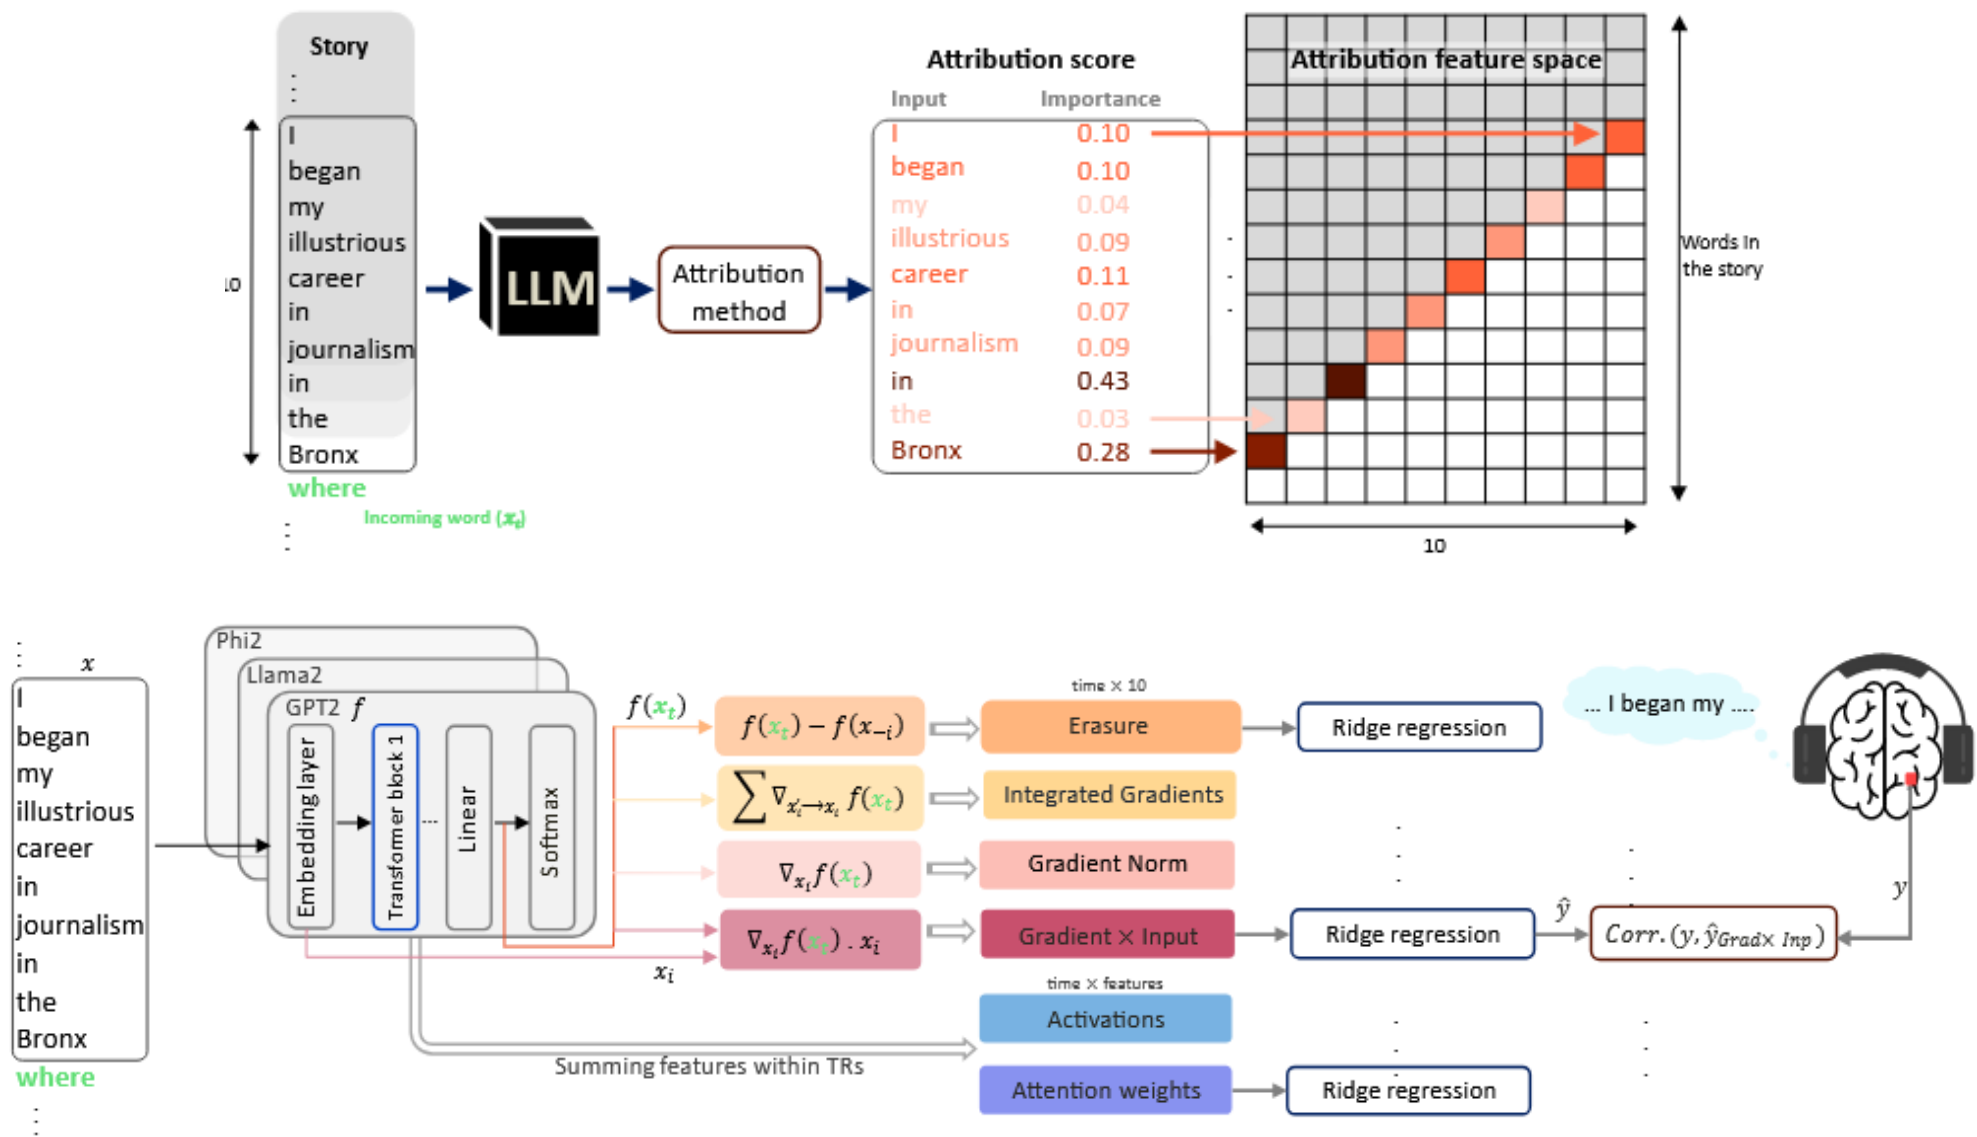 Story
⋮
I
began
my
illustrious
career
in
journalism
in
the
Bronx
where
Incoming word (x_t)
⋮
10
LLM
Attribution
method
Attribution score
Input Importance
I 0.10
began 0.10
my 0.04
illustrious 0.09
career 0.11
in 0.07
journalism 0.09
in 0.43
the 0.03
Bronx 0.28
Attribution feature space
Words in
the story
10
⋮
x
I
began
my
illustrious
career
in
journalism
in
the
Bronx
where
⋮
Phi2
Llama2
GPT2 f
Embedding layer
Transformer block 1
...
Linear
Softmax
f(x_t)
x_i
f(x_t) − f(x_{−i})
∑ ∇_{x'_i→x_i} f(x_t)
∇_{x_i} f(x_t)
∇_{x_i} f(x_t) . x_i
time × 10
Erasure
Integrated Gradients
Gradient Norm
Gradient × Input
time × features
Activations
Attention weights
Summing features within TRs
Ridge regression
Ridge regression
Ridge regression
ŷ
Corr.(y, ŷ_{Grad× Inp})
y
... I began my ....